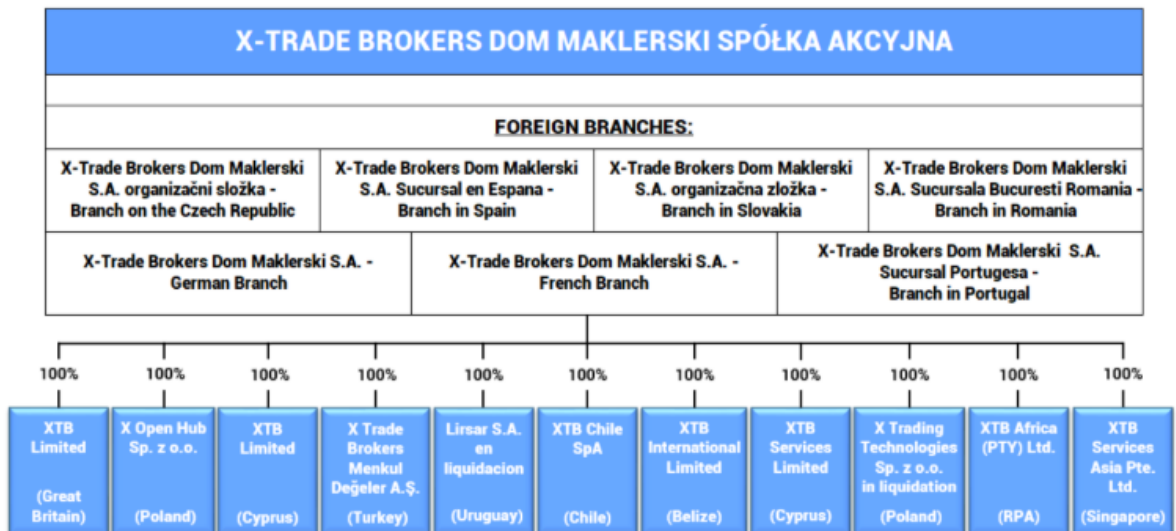 X-TRADE BROKERS DOM MAKLERSKI SPÓŁKA AKCYJNA
FOREIGN BRANCHES:
X-Trade Brokers Dom Maklerski
S.A. organizačni složka -
Branch on the Czech Republic
X-Trade Brokers Dom Maklerski
S.A. Sucursal en Espana -
Branch in Spain
X-Trade Brokers Dom Maklerski
S.A. organizačna zložka -
Branch in Slovakia
X-Trade Brokers Dom Maklerski
S.A. Sucursala Bucuresti Romania -
Branch in Romania
X-Trade Brokers Dom Maklerski S.A. -
German Branch
X-Trade Brokers Dom Maklerski S.A. -
French Branch
X-Trade Brokers Dom Maklerski S.A.
Sucursal Portugesa -
Branch in Portugal
100%
100%
100%
100%
100%
100%
100%
100%
100%
100%
100%
XTB
Limited
(Great
Britain)
X Open Hub
Sp. z o.o.
(Poland)
XTB
Limited
(Cyprus)
X Trade
Brokers
Menkul
Değeler A.Ş.
(Turkey)
Lirsar S.A.
en
liquidacion
(Uruguay)
XTB Chile
SpA
(Chile)
XTB
International
Limited
(Belize)
XTB
Services
Limited
(Cyprus)
X Trading
Technologies
Sp. z o.o.
in liquidation
(Poland)
XTB Africa
(PTY) Ltd.
(RPA)
XTB
Services
Asia Pte.
Ltd.
(Singapore)